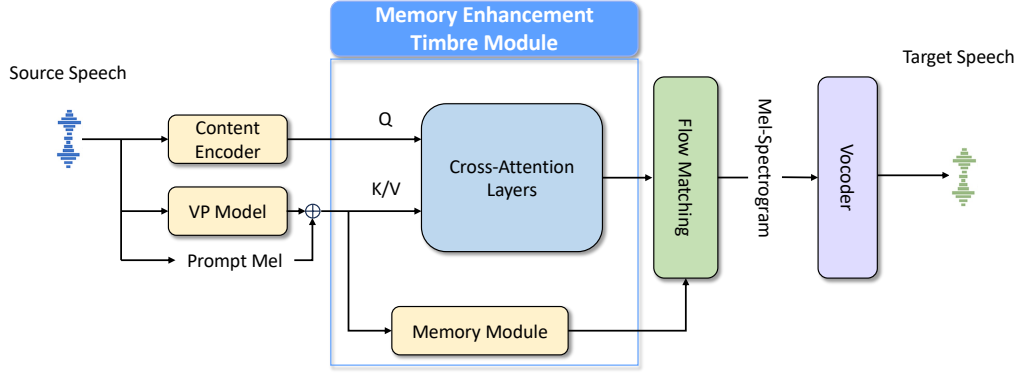 Memory Enhancement
Timbre Module
Source Speech
Target Speech
Content
Encoder
Q
Cross-Attention
Layers
Flow Matching
Mel-Spectrogram
Vocoder
VP Model
K/V
Prompt Mel
Memory Module